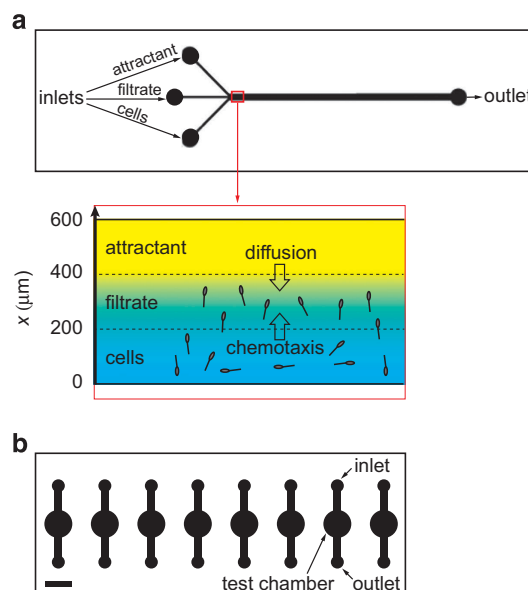 a
attractant
inlets
filtrate
cells
outlet
600
400
200
0
x (μm)
attractant
diffusion
filtrate
chemotaxis
cells
b
inlet
test chamber
outlet